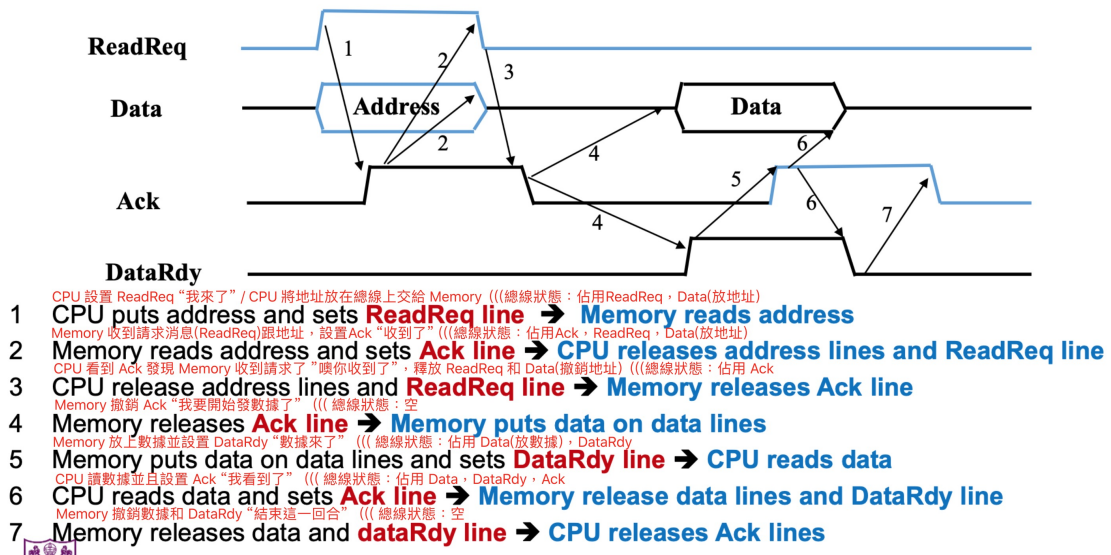 ReadReq
1
2
3
Data
Address
2
4
Data
6
Ack
4
5
6
7
DataRdy
CPU 設置 ReadReq “我來了” / CPU 將地址放在總線上交給 Memory (((總線狀態：佔用ReadReq，Data(放地址)
1 CPU puts address and sets ReadReq line ➔ Memory reads address
Memory 收到請求消息(ReadReq)跟地址，設置Ack “收到了” (((總線狀態：佔用Ack，ReadReq，Data(放地址)
2 Memory reads address and sets Ack line ➔ CPU releases address lines and ReadReq line
CPU 看到 Ack 發現 Memory 收到請求了 ”噢你收到了”，釋放 ReadReq 和 Data(撤銷地址) (((總線狀態：佔用 Ack
3 CPU release address lines and ReadReq line ➔ Memory releases Ack line
Memory 撤銷 Ack “我要開始發數據了” ((( 總線狀態：空
4 Memory releases Ack line ➔ Memory puts data on data lines
Memory 放上數據並設置 DataRdy “數據來了” ((( 總線狀態：佔用 Data(放數據)，DataRdy
5 Memory puts data on data lines and sets DataRdy line ➔ CPU reads data
CPU 讀數據並且設置 Ack “我看到了” ((( 總線狀態：佔用 Data，DataRdy，Ack
6 CPU reads data and sets Ack line ➔ Memory release data lines and DataRdy line
Memory 撤銷數據和 DataRdy “結束這一回合” ((( 總線狀態：空
7 Memory releases data and dataRdy line ➔ CPU releases Ack lines